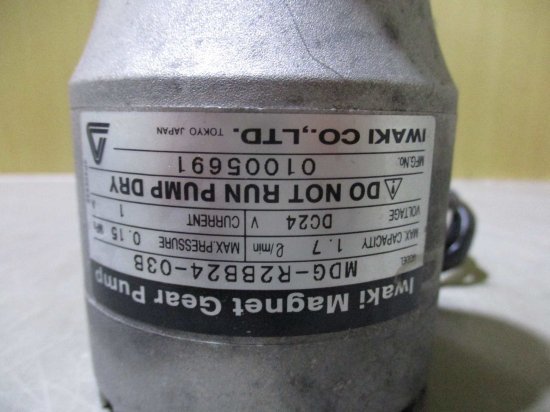 Iwaki Magnet Gear Pump
MODEL MDG-R2BB24-03B
MAX.CAPACITY 1.7 ℓ/min MAX.PRESSURE 0.15 MPa
VOLTAGE DC24 V CURRENT 1 A
⚠ DO NOT RUN PUMP DRY
MFG.No. 01005691
IWAKI CO.,LTD. TOKYO JAPAN